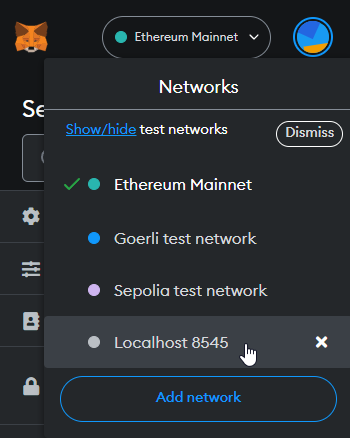 Ethereum Mainnet
Networks
Se
Show/hide test networks
Dismiss
Ethereum Mainnet
Goerli test network
Sepolia test network
Localhost 8545
Add network